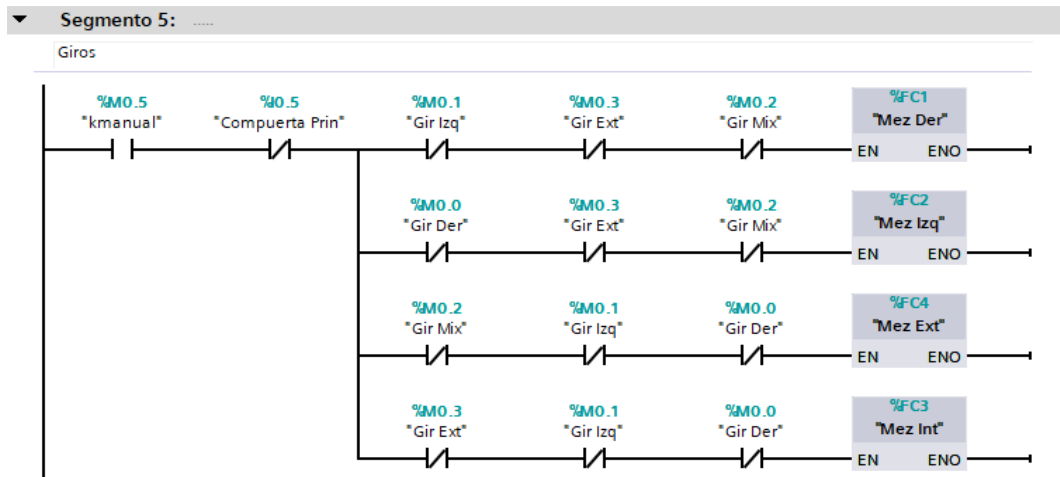 Segmento 5: .....
Giros
%M0.5 %I0.5 %M0.1 %M0.3 %M0.2 %FC1
"kmanual" "Compuerta Prin" "Gir Izq" "Gir Ext" "Gir Mix" "Mez Der"
EN ENO
%M0.0 %M0.3 %M0.2 %FC2
"Gir Der" "Gir Ext" "Gir Mix" "Mez Izq"
EN ENO
%M0.2 %M0.1 %M0.0 %FC4
"Gir Mix" "Gir Izq" "Gir Der" "Mez Ext"
EN ENO
%M0.3 %M0.1 %M0.0 %FC3
"Gir Ext" "Gir Izq" "Gir Der" "Mez Int"
EN ENO